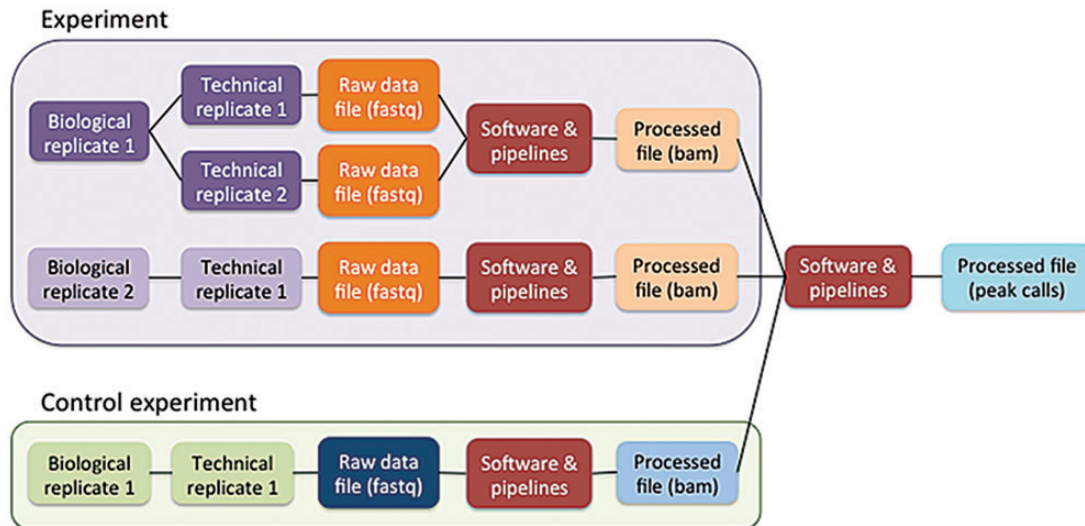 Experiment
Biological
replicate 1
Technical
replicate 1
Raw data
file (fastq)
Technical
replicate 2
Raw data
file (fastq)
Software &
pipelines
Processed
file (bam)
Biological
replicate 2
Technical
replicate 1
Raw data
file (fastq)
Software &
pipelines
Processed
file (bam)
Software &
pipelines
Processed file
(peak calls)
Control experiment
Biological
replicate 1
Technical
replicate 1
Raw data
file (fastq)
Software &
pipelines
Processed
file (bam)